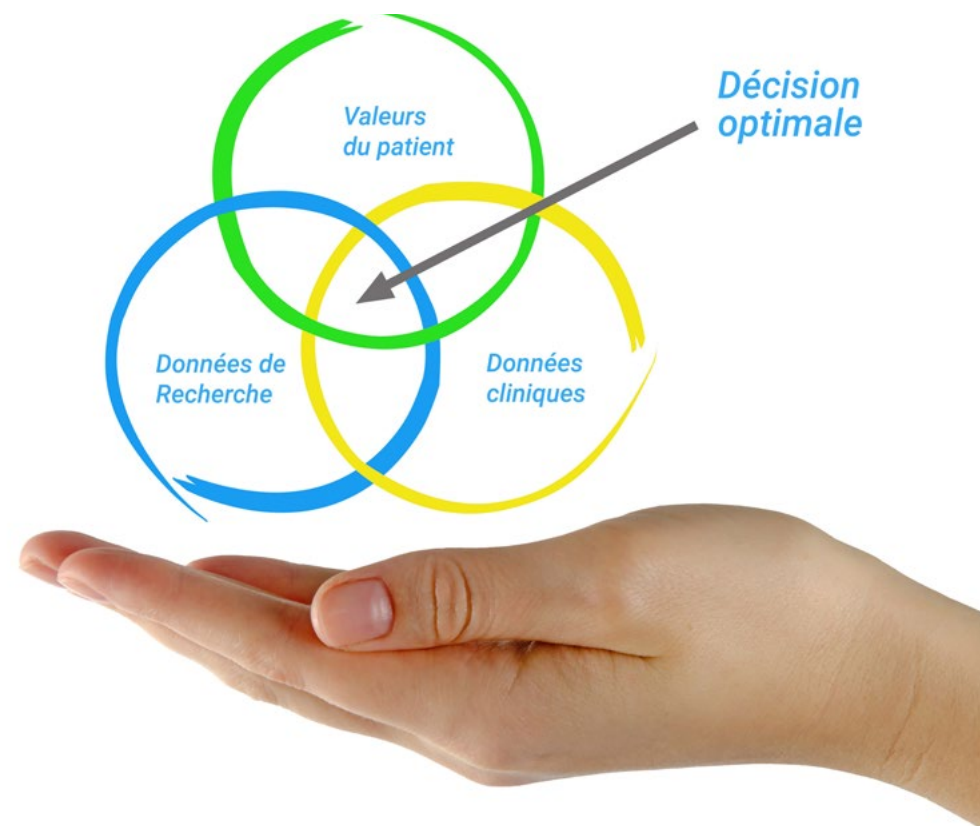 Décision
optimale
Valeurs
du patient
Données de
Recherche
Données
cliniques